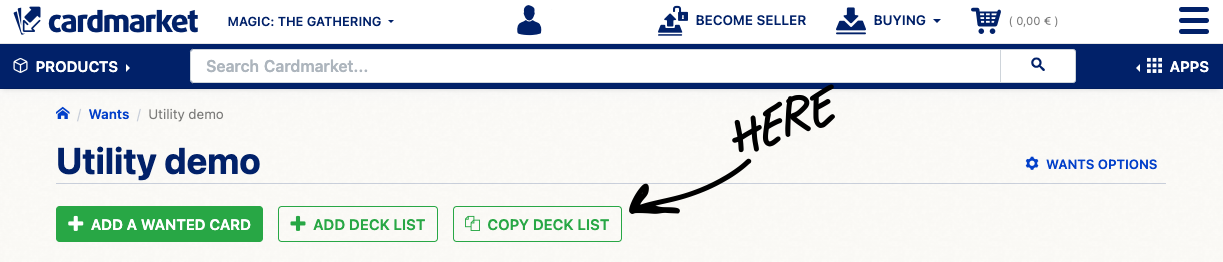 cardmarket MAGIC: THE GATHERING BECOME SELLER BUYING ( 0,00 € )
PRODUCTS Search Cardmarket... APPS
HERE
/ Wants / Utility demo
Utility demo
WANTS OPTIONS
ADD A WANTED CARD ADD DECK LIST COPY DECK LIST